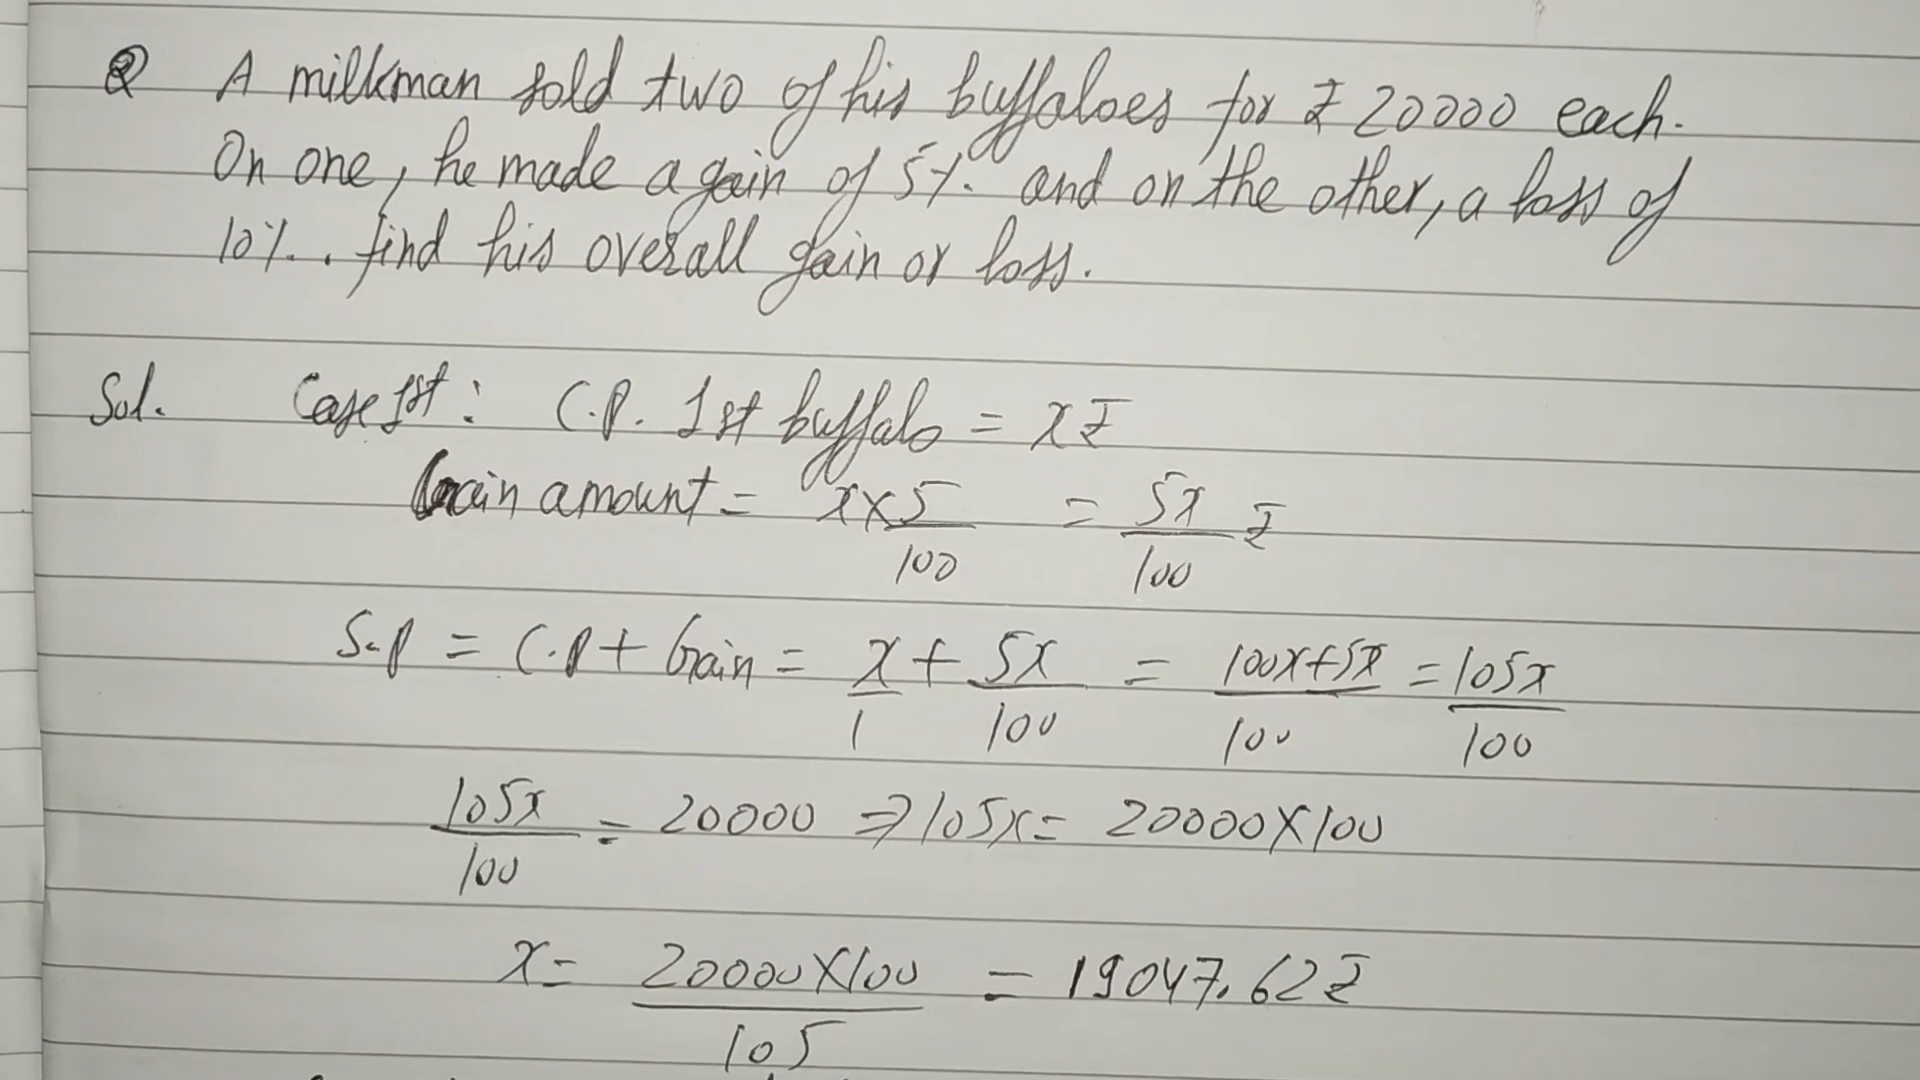 Q A milkman sold two of his buffaloes for ₹ 20000 each.
On one, he made a gain of 5%. and on the other, a loss of
10%.. find his overall gain or loss.
Sol. Case 1st : C.P. 1st buffalo = x₹
Gain amount = x×5/100 = 5x/100 ₹
S.P = C.P + Gain = x/1 + 5x/100 = 100x+5x/100 = 105x/100
105x/100 = 20000 ⇒ 105x = 20000×100
x = 20000×100/105 = 19047.62₹